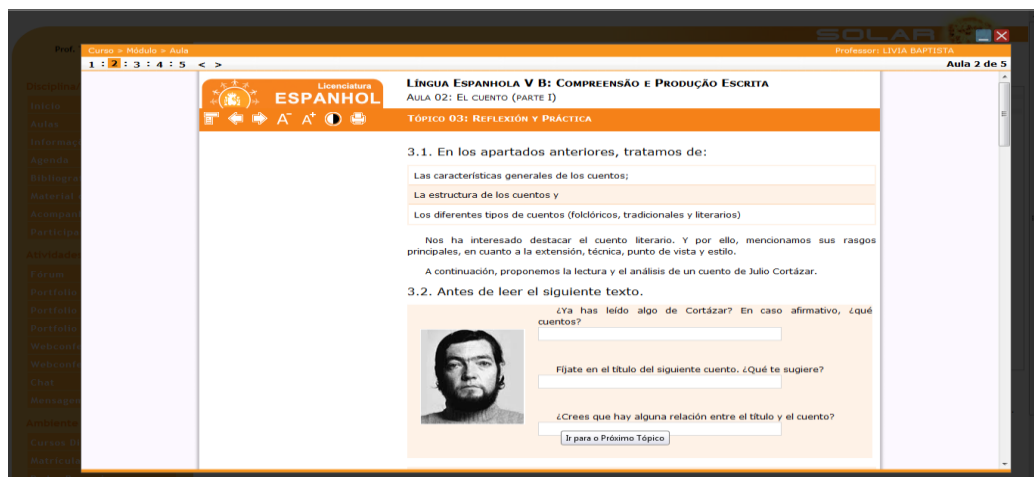 SOLAR
Prof.
Curso > Módulo > Aula
Professor: LIVIA BAPTISTA
1 : 2 : 3 : 4 : 5 < >
Aula 2 de 5
Licenciatura
ESPANHOL
LÍNGUA ESPANHOLA V B: COMPREENSÃO E PRODUÇÃO ESCRITA
AULA 02: EL CUENTO (PARTE I)
A- A+
TÓPICO 03: REFLEXIÓN Y PRÁCTICA
3.1. En los apartados anteriores, tratamos de:
Las características generales de los cuentos;
La estructura de los cuentos y
Los diferentes tipos de cuentos (folclóricos, tradicionales y literarios)
Nos ha interesado destacar el cuento literario. Y por ello, mencionamos sus rasgos
principales, en cuanto a la extensión, técnica, punto de vista y estilo.
A continuación, proponemos la lectura y el análisis de un cuento de Julio Cortázar.
3.2. Antes de leer el siguiente texto.
¿Ya has leído algo de Cortázar? En caso afirmativo, ¿qué
cuentos?
Fíjate en el título del siguiente cuento. ¿Qué te sugiere?
¿Crees que hay alguna relación entre el título y el cuento?
Ir para o Próximo Tópico
Início
Aulas
Agenda
Forum
Portfolio
Portfolio
Portfolio
Chat